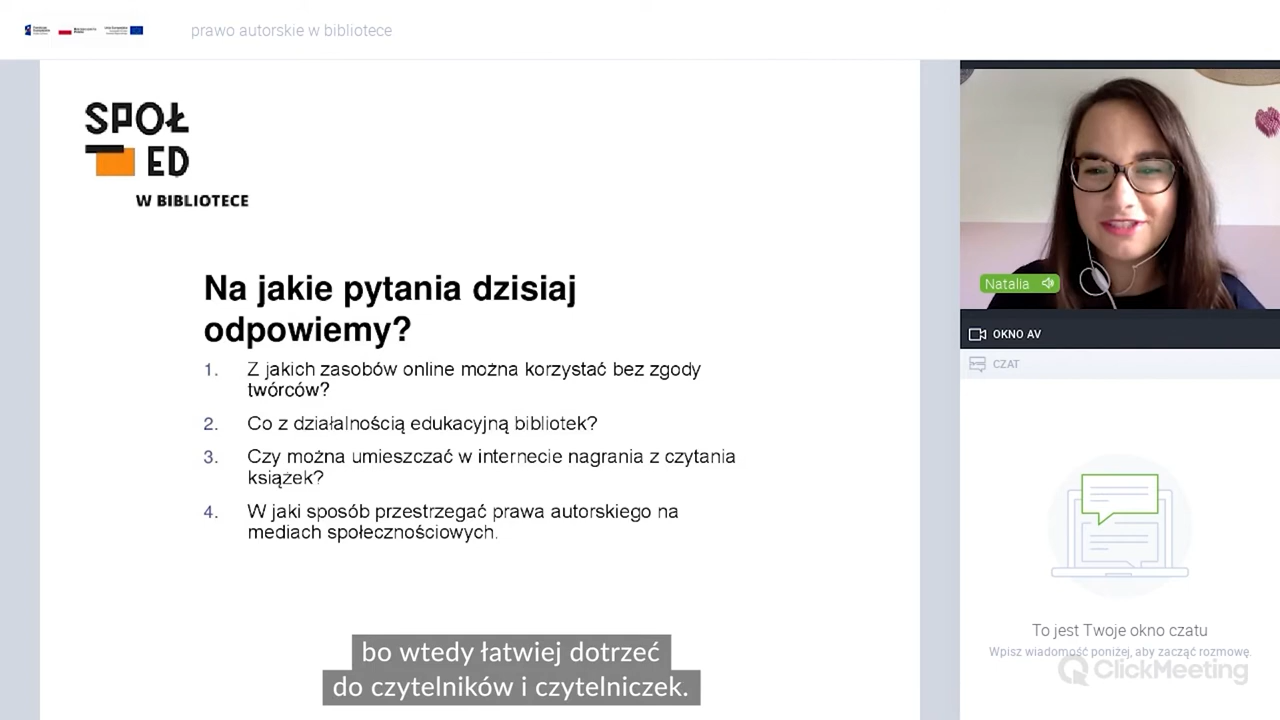 prawo autorskie w bibliotece
SPOŁ
ED
W BIBLIOTECE
Na jakie pytania dzisiaj
odpowiemy?
1. Z jakich zasobów online można korzystać bez zgody
twórców?
2. Co z działalnością edukacyjną bibliotek?
3. Czy można umieszczać w internecie nagrania z czytania
książek?
4. W jaki sposób przestrzegać prawa autorskiego na
mediach społecznościowych.
bo wtedy łatwiej dotrzeć
do czytelników i czytelniczek.
Natalia
OKNO AV
CZAT
To jest Twoje okno czatu
Wpisz wiadomość poniżej, aby zacząć rozmowę.
ClickMeeting